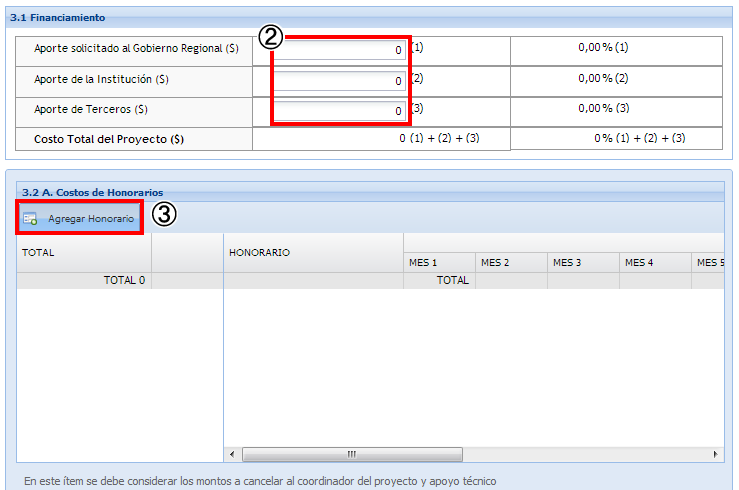 3.1 Financiamiento
②
Aporte solicitado al Gobierno Regional ($) 0 (1) 0,00% (1)
Aporte de la Institución ($) 0 (2) 0,00% (2)
Aporte de Terceros ($) 0 (3) 0,00% (3)
Costo Total del Proyecto ($) 0 (1) + (2) + (3) 0% (1) + (2) + (3)
3.2 A. Costos de Honorarios
Agregar Honorario ③
TOTAL HONORARIO
MES 1 MES 2 MES 3 MES 4 MES 5
TOTAL 0 TOTAL
En este ítem se debe considerar los montos a cancelar al coordinador del proyecto y apoyo técnico